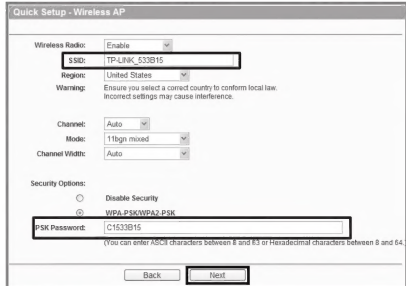 Quick Setup - Wireless AP
Wireless Radio: Enable
SSID: TP-LINK_533B15
Region: United States
Warning: Ensure you select a correct country to conform local law.
Incorrect settings may cause interference.
Channel: Auto
Mode: 11bgn mixed
Channel Width: Auto
Security Options:
Disable Security
WPA-PSK/WPA2-PSK
PSK Password: C1533B15
(You can enter ASCII characters between 8 and 63 or Hexadecimal characters between 8 and 64.
Back Next